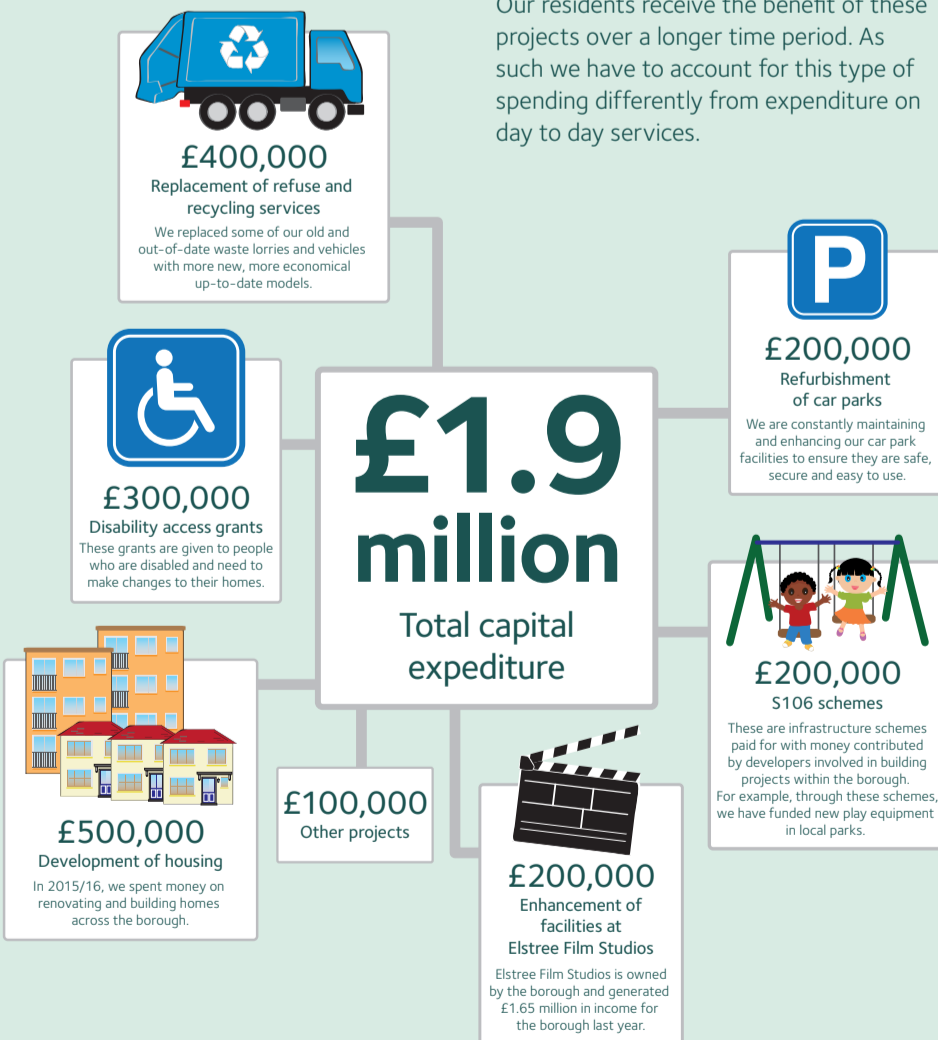 Our residents receive the benefit of these
projects over a longer time period. As
such we have to account for this type of
spending differently from expenditure on
day to day services.
£400,000
Replacement of refuse and
recycling services
We replaced some of our old and
out-of-date waste lorries and vehicles
with more new, more economical
up-to-date models.
P
£200,000
Refurbishment
of car parks
We are constantly maintaining
and enhancing our car park
facilities to ensure they are safe,
secure and easy to use.
£300,000
Disability access grants
These grants are given to people
who are disabled and need to
make changes to their homes.
£1.9
million
Total capital
expediture
£200,000
S106 schemes
These are infrastructure schemes
paid for with money contributed
by developers involved in building
projects within the borough.
For example, through these schemes,
we have funded new play equipment
in local parks.
£500,000
Development of housing
In 2015/16, we spent money on
renovating and building homes
across the borough.
£100,000
Other projects
£200,000
Enhancement of
facilities at
Elstree Film Studios
Elstree Film Studios is owned
by the borough and generated
£1.65 million in income for
the borough last year.